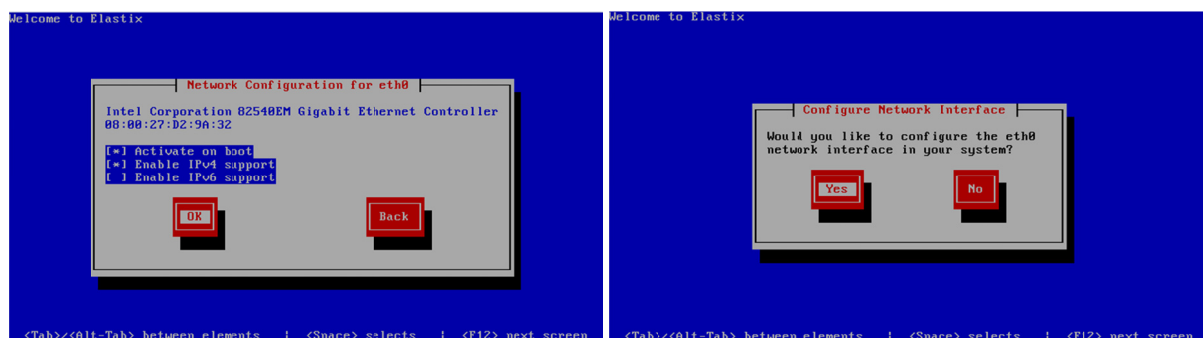 Welcome to Elastix
Network Configuration for eth0
Intel Corporation 82540EM Gigabit Ethernet Controller
08:00:27:D2:9A:32
[*] Activate on boot
[*] Enable IPv4 support
[ ] Enable IPv6 support
OK
Back
<Tab>/<Alt-Tab> between elements | <Space> selects | <F12> next screen
Welcome to Elastix
Configure Network Interface
Would you like to configure the eth0
network interface in your system?
Yes
No
<Tab>/<Alt-Tab> between elements | <Space> selects | <F12> next screen